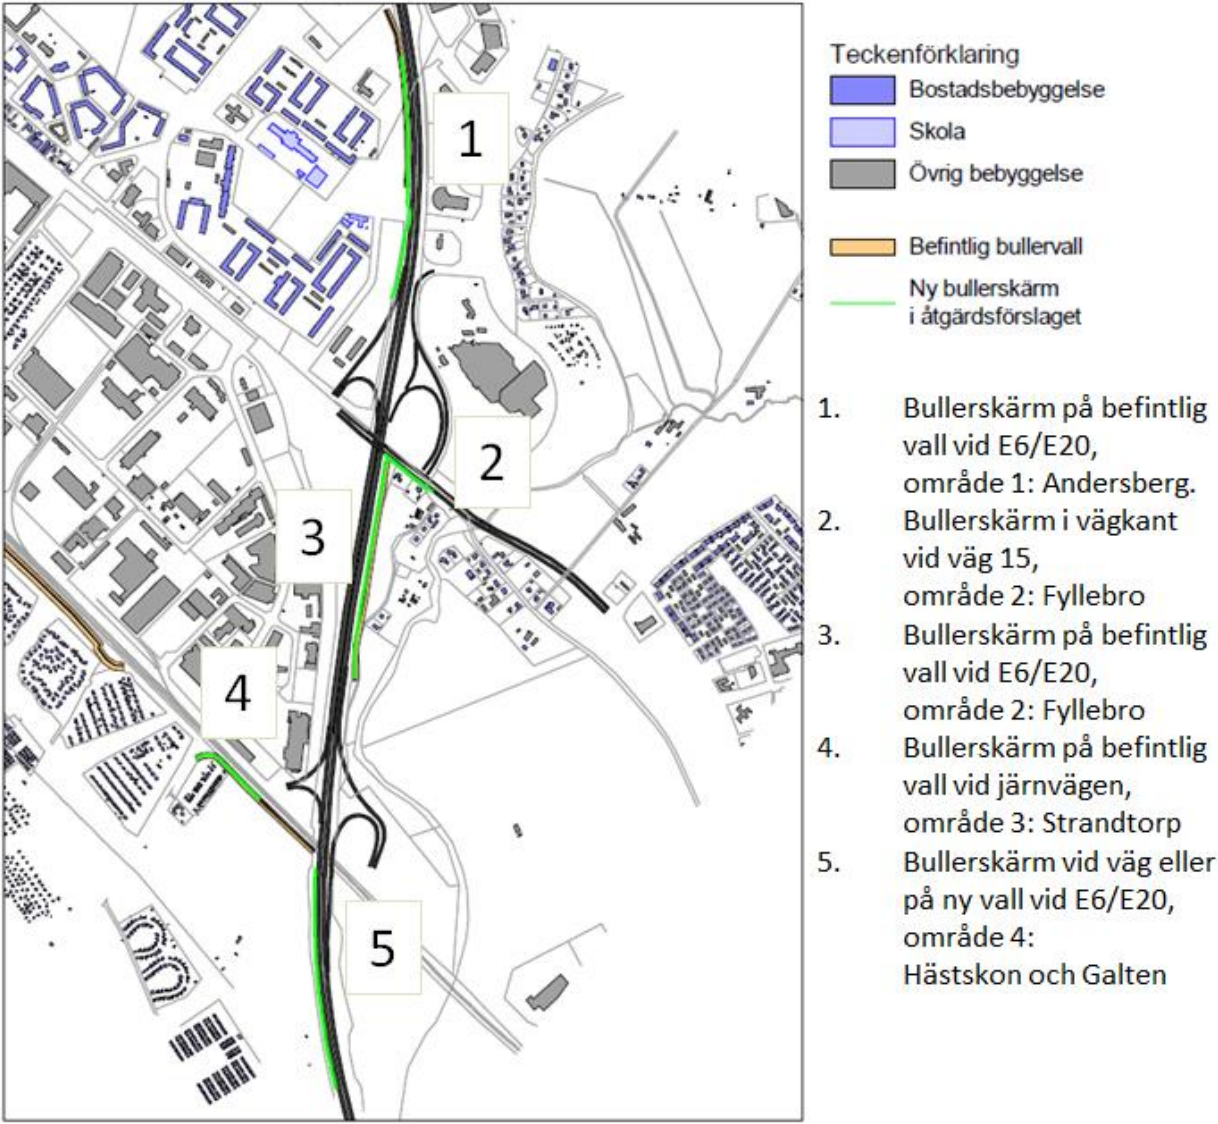 Teckenförklaring
Bostadsbebyggelse
Skola
Övrig bebyggelse
Befintlig bullervall
Ny bullerskärm
i åtgärdsförslaget
1
2
3
4
5
1. Bullerskärm på befintlig
vall vid E6/E20,
område 1: Andersberg.
2. Bullerskärm i vägkant
vid väg 15,
område 2: Fyllebro
3. Bullerskärm på befintlig
vall vid E6/E20,
område 2: Fyllebro
4. Bullerskärm på befintlig
vall vid järnvägen,
område 3: Strandtorp
5. Bullerskärm vid väg eller
på ny vall vid E6/E20,
område 4:
Hästskon och Galten